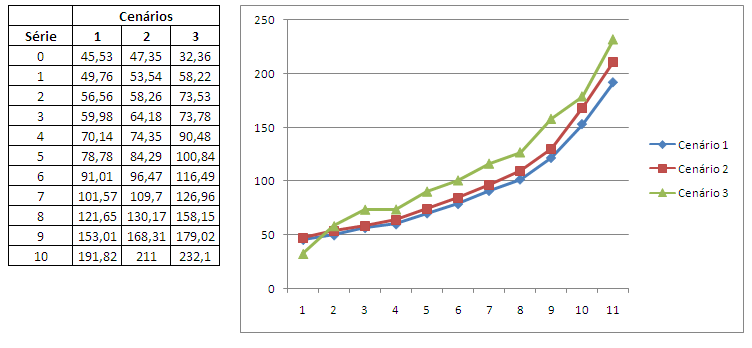 Cenários
Série 1 2 3
0 45,53 47,35 32,36
1 49,76 53,54 58,22
2 56,56 58,26 73,53
3 59,98 64,18 73,78
4 70,14 74,35 90,48
5 78,78 84,29 100,84
6 91,01 96,47 116,49
7 101,57 109,7 126,96
8 121,65 130,17 158,15
9 153,01 168,31 179,02
10 191,82 211 232,1
250
200
150
100
50
0
1 2 3 4 5 6 7 8 9 10 11
Cenário 1
Cenário 2
Cenário 3